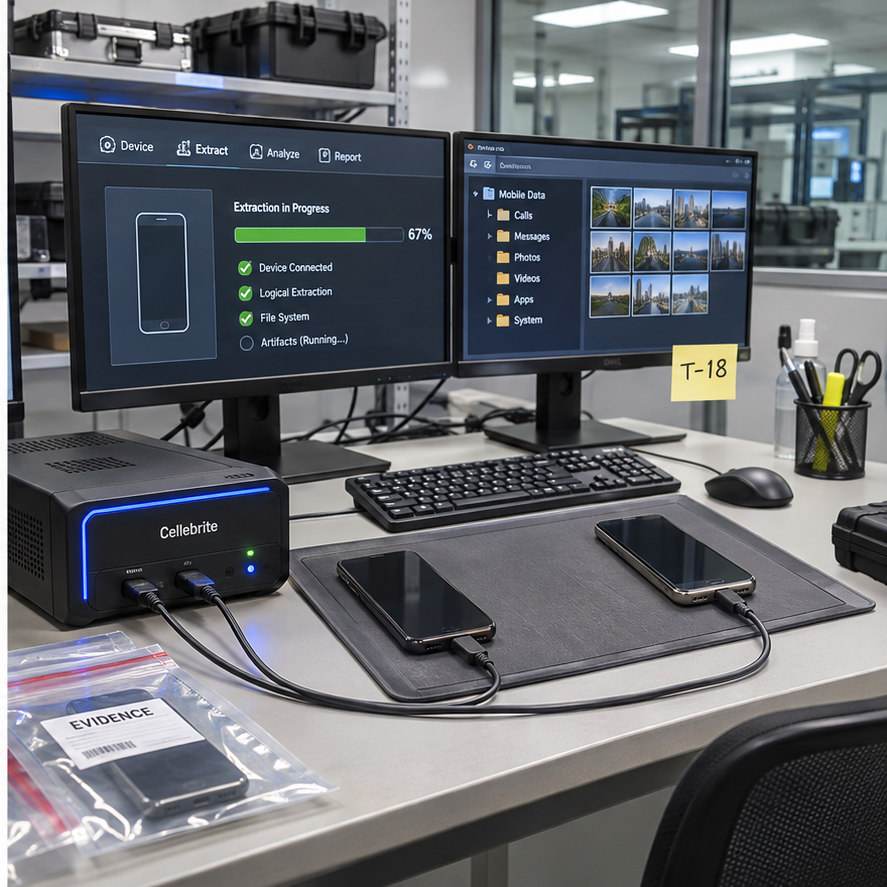 Device
Extract
Analyze
Report
Extraction in Progress
67%
Device Connected
Logical Extraction
File System
Artifacts (Running...)
Mobile Data
Calls
Messages
Photos
Videos
Apps
System
T-18
Cellebrite
EVIDENCE